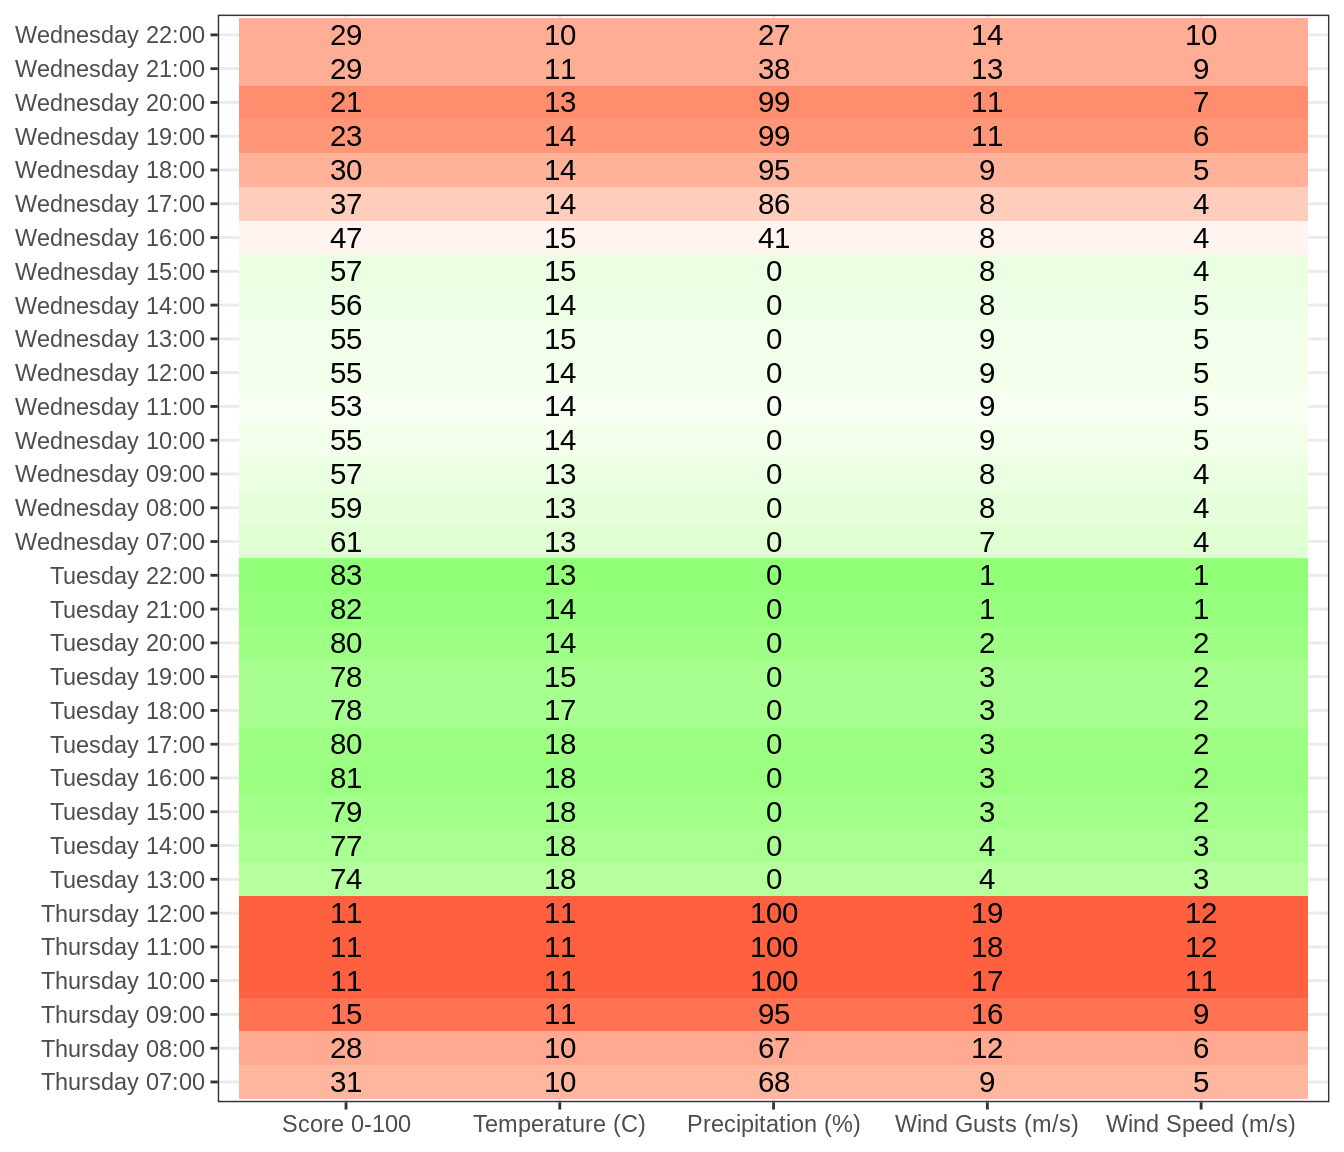 Wednesday 22:00 29 10 27 14 10
Wednesday 21:00 29 11 38 13 9
Wednesday 20:00 21 13 99 11 7
Wednesday 19:00 23 14 99 11 6
Wednesday 18:00 30 14 95 9 5
Wednesday 17:00 37 14 86 8 4
Wednesday 16:00 47 15 41 8 4
Wednesday 15:00 57 15 0 8 4
Wednesday 14:00 56 14 0 8 5
Wednesday 13:00 55 15 0 9 5
Wednesday 12:00 55 14 0 9 5
Wednesday 11:00 53 14 0 9 5
Wednesday 10:00 55 14 0 9 5
Wednesday 09:00 57 13 0 8 4
Wednesday 08:00 59 13 0 8 4
Wednesday 07:00 61 13 0 7 4
Tuesday 22:00 83 13 0 1 1
Tuesday 21:00 82 14 0 1 1
Tuesday 20:00 80 14 0 2 2
Tuesday 19:00 78 15 0 3 2
Tuesday 18:00 78 17 0 3 2
Tuesday 17:00 80 18 0 3 2
Tuesday 16:00 81 18 0 3 2
Tuesday 15:00 79 18 0 3 2
Tuesday 14:00 77 18 0 4 3
Tuesday 13:00 74 18 0 4 3
Thursday 12:00 11 11 100 19 12
Thursday 11:00 11 11 100 18 12
Thursday 10:00 11 11 100 17 11
Thursday 09:00 15 11 95 16 9
Thursday 08:00 28 10 67 12 6
Thursday 07:00 31 10 68 9 5
Score 0-100 Temperature (C) Precipitation (%) Wind Gusts (m/s) Wind Speed (m/s)